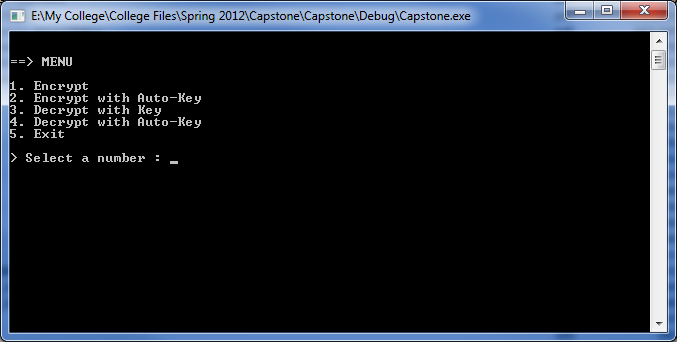 E:\My College\College Files\Spring 2012\Capstone\Capstone\Debug\Capstone.exe
==> MENU
1. Encrypt
2. Encrypt with Auto-Key
3. Decrypt with Key
4. Decrypt with Auto-Key
5. Exit
> Select a number : _